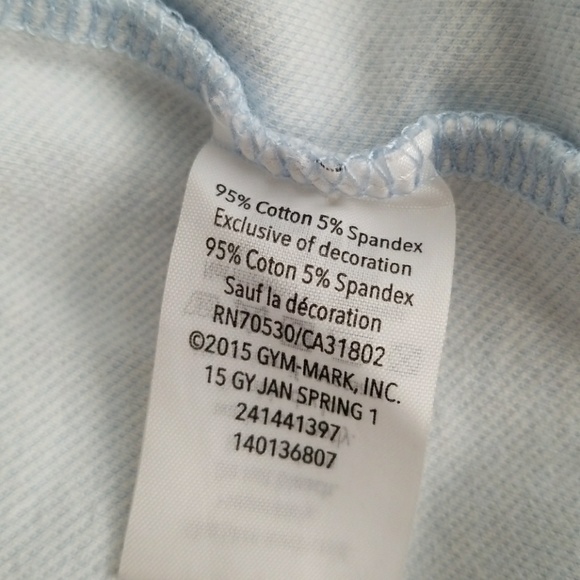 95% Cotton 5% Spandex
Exclusive of decoration
95% Coton 5% Spandex
Sauf la décoration
RN70530/CA31802
©2015 GYM-MARK, INC.
15 GY JAN SPRING 1
241441397
140136807